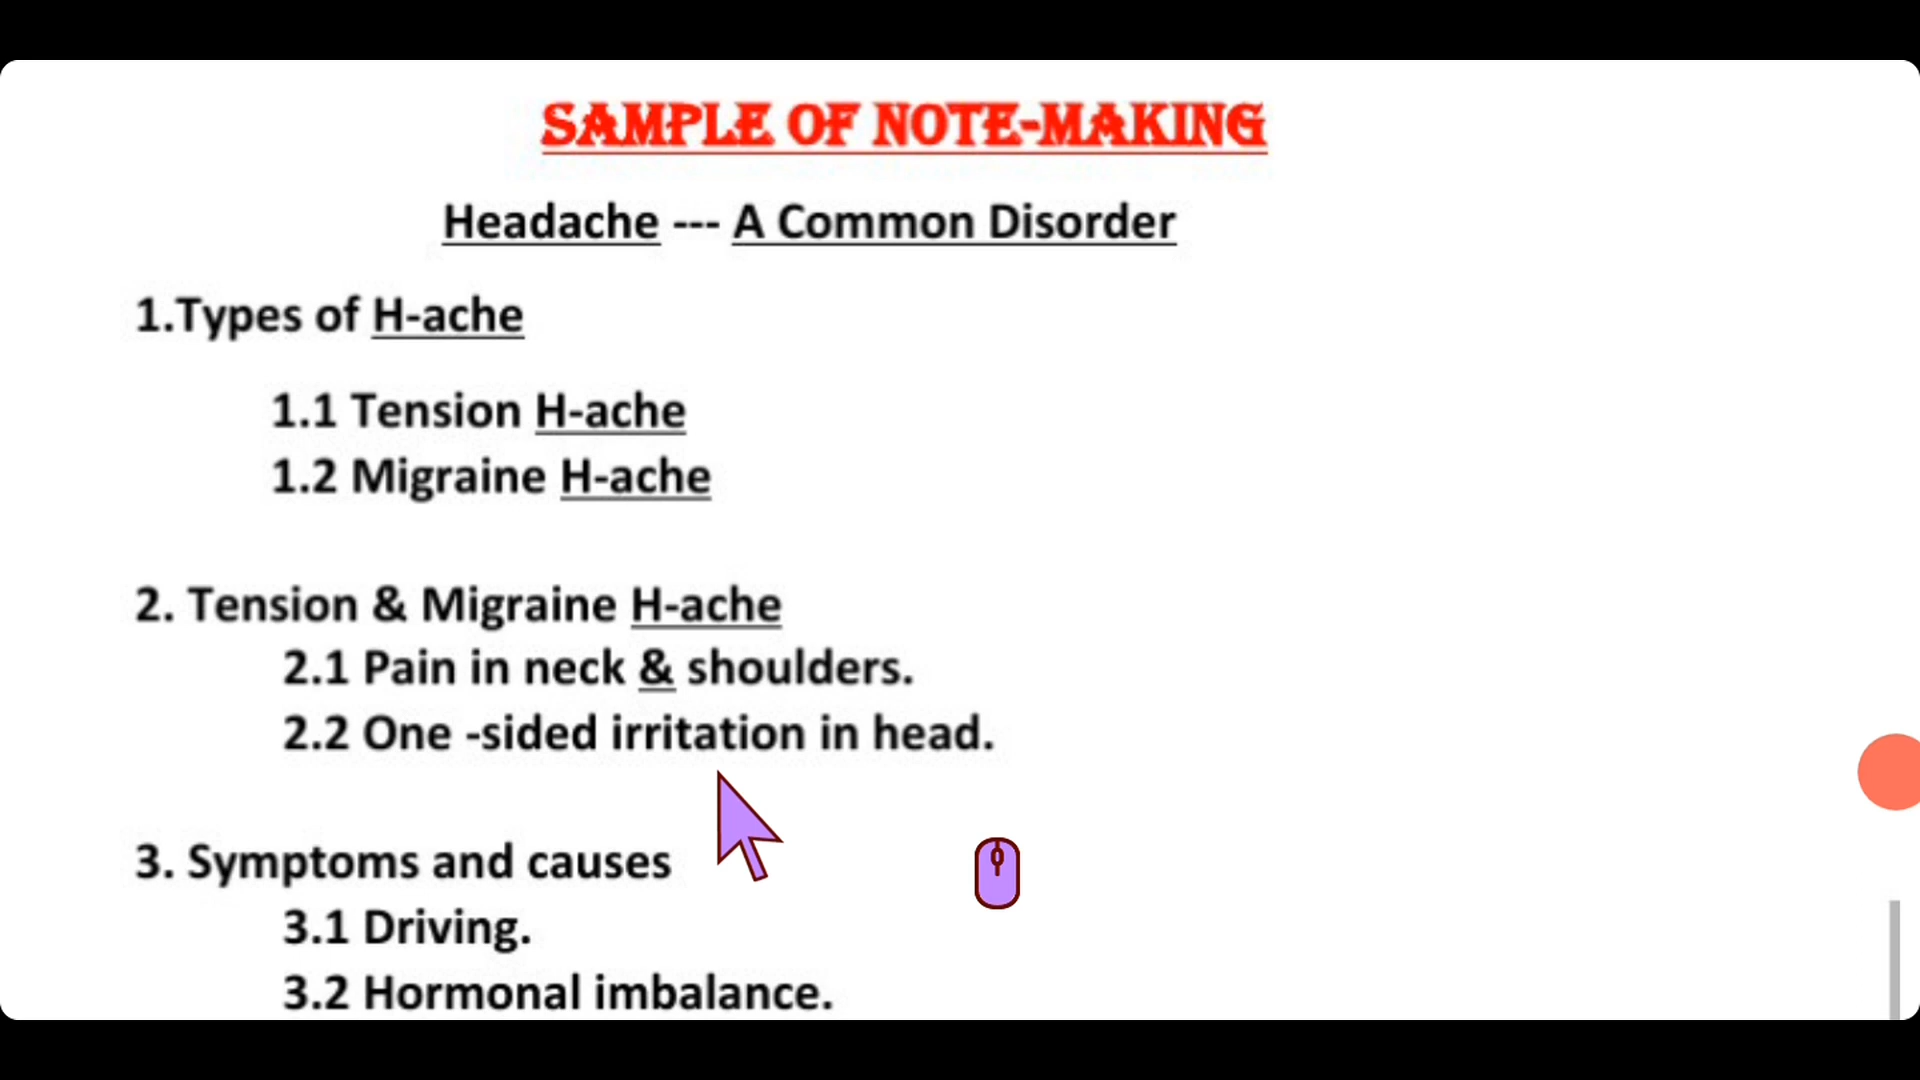 SAMPLE OF NOTE-MAKING
Headache --- A Common Disorder
1.Types of H-ache
1.1 Tension H-ache
1.2 Migraine H-ache
2. Tension & Migraine H-ache
2.1 Pain in neck & shoulders.
2.2 One -sided irritation in head.
3. Symptoms and causes
3.1 Driving.
3.2 Hormonal imbalance.